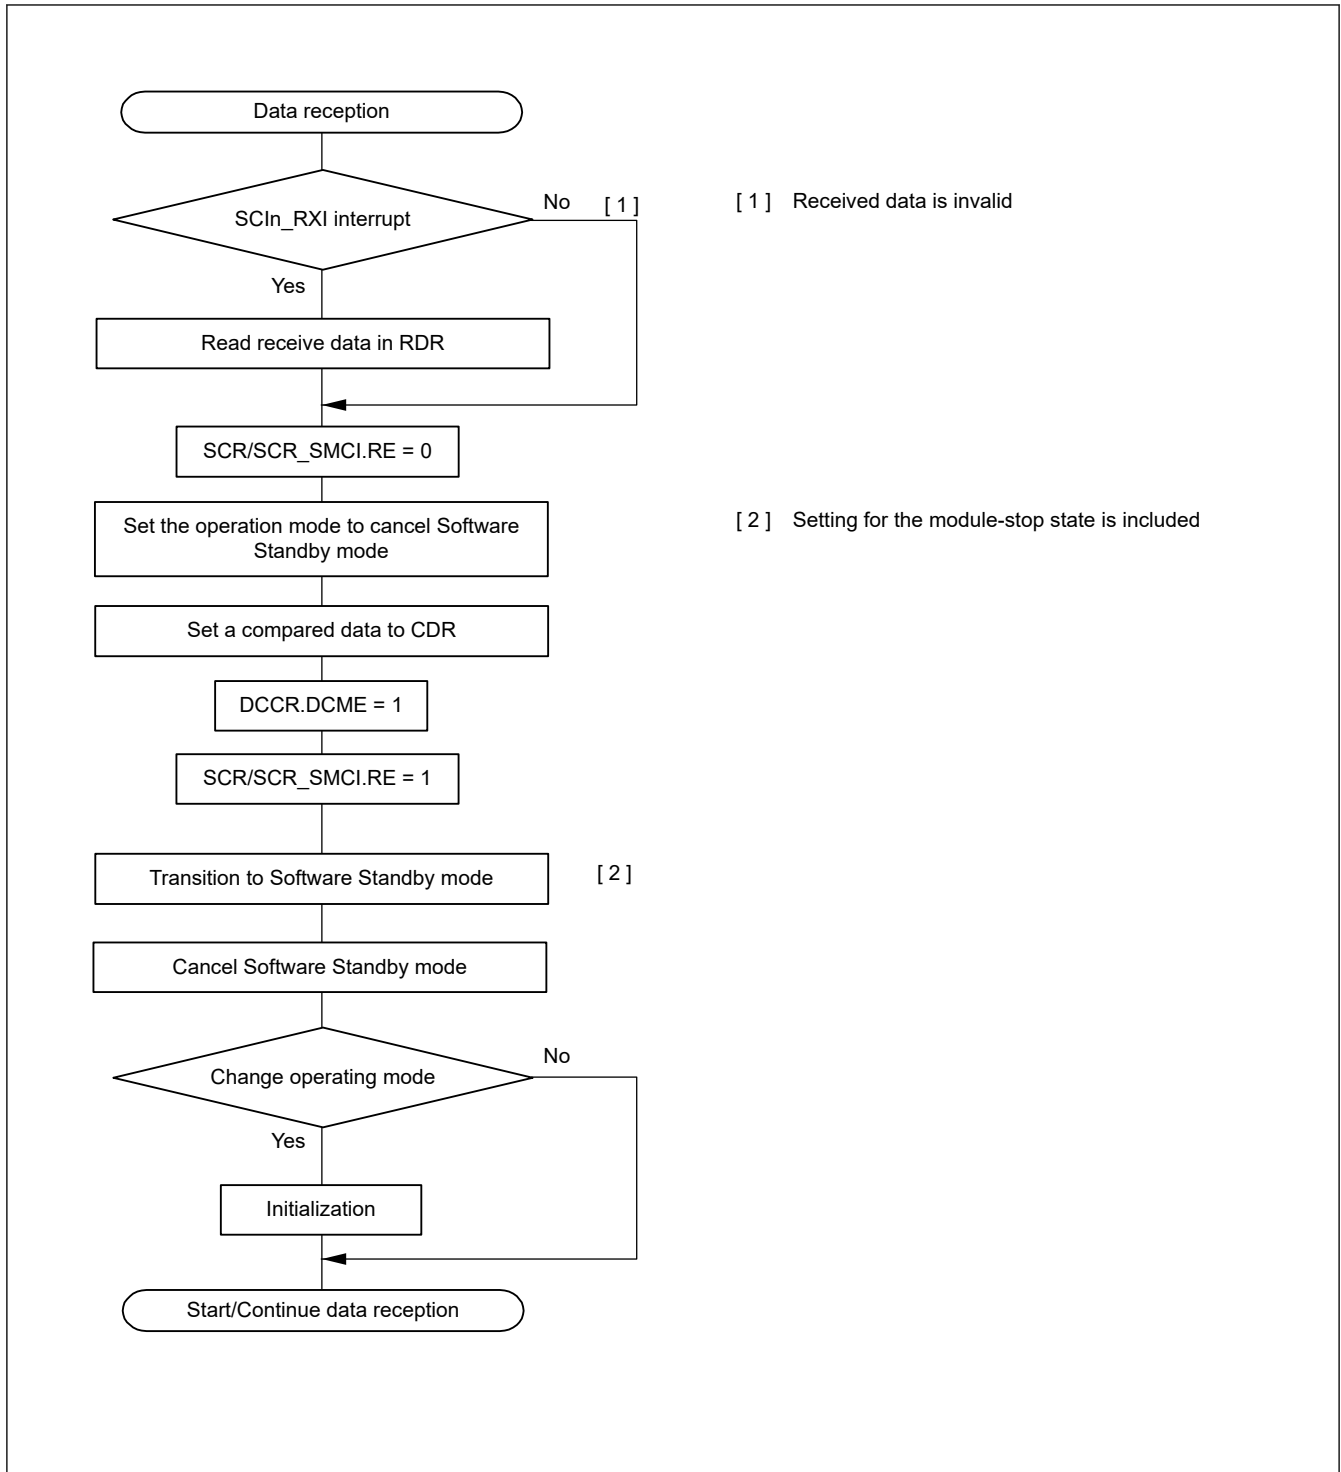 Data reception
SCIn_RXI interrupt
No
[ 1 ]
[ 1 ] Received data is invalid
Yes
Read receive data in RDR
SCR/SCR_SMCI.RE = 0
Set the operation mode to cancel Software
Standby mode
[ 2 ] Setting for the module-stop state is included
Set a compared data to CDR
DCCR.DCME = 1
SCR/SCR_SMCI.RE = 1
Transition to Software Standby mode
[ 2 ]
Cancel Software Standby mode
Change operating mode
No
Yes
Initialization
Start/Continue data reception